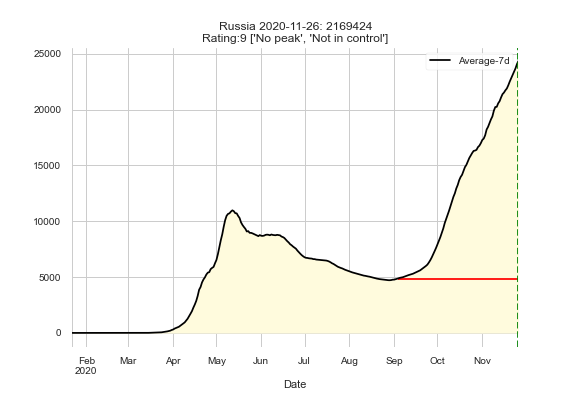 Russia 2020-11-26: 2169424
Rating:9 ['No peak', 'Not in control']
Average-7d
25000
20000
15000
10000
5000
0
Feb Mar Apr May Jun Jul Aug Sep Oct Nov
2020
Date